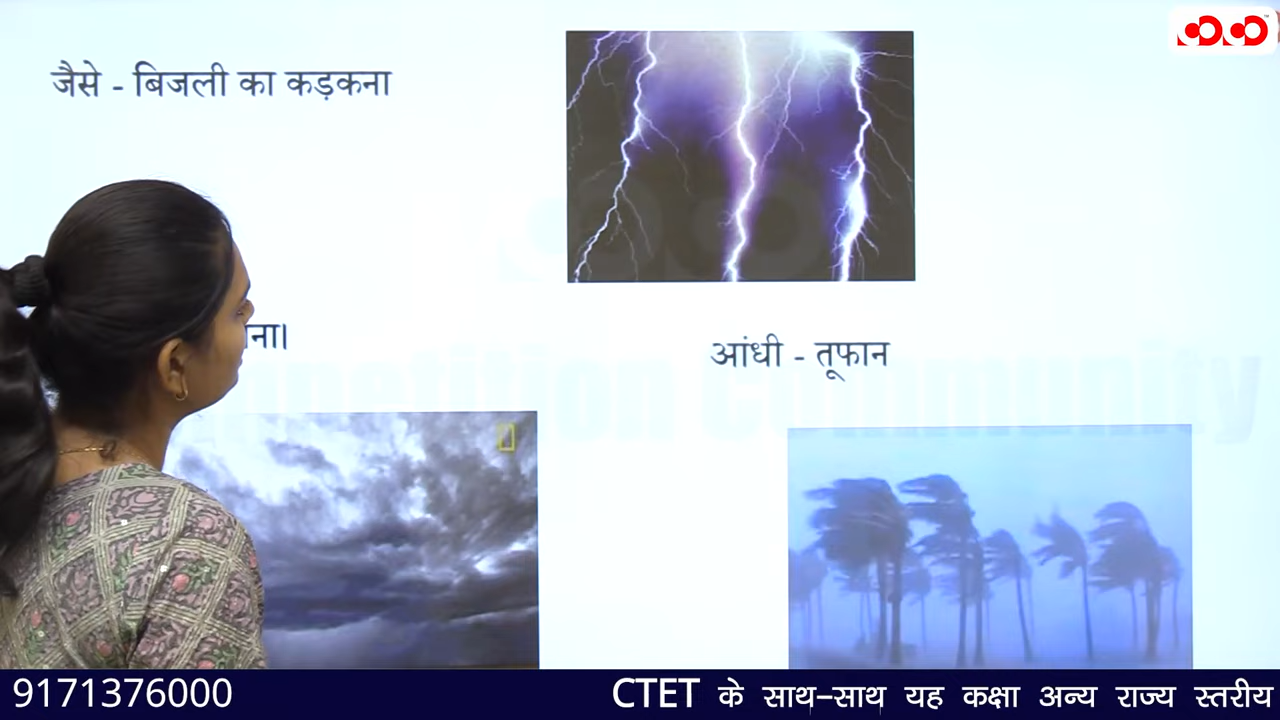 जैसे - बिजली का कड़कना
आंधी - तूफान
9171376000
CTET के साथ-साथ यह कक्षा अन्य राज्य स्तरीय